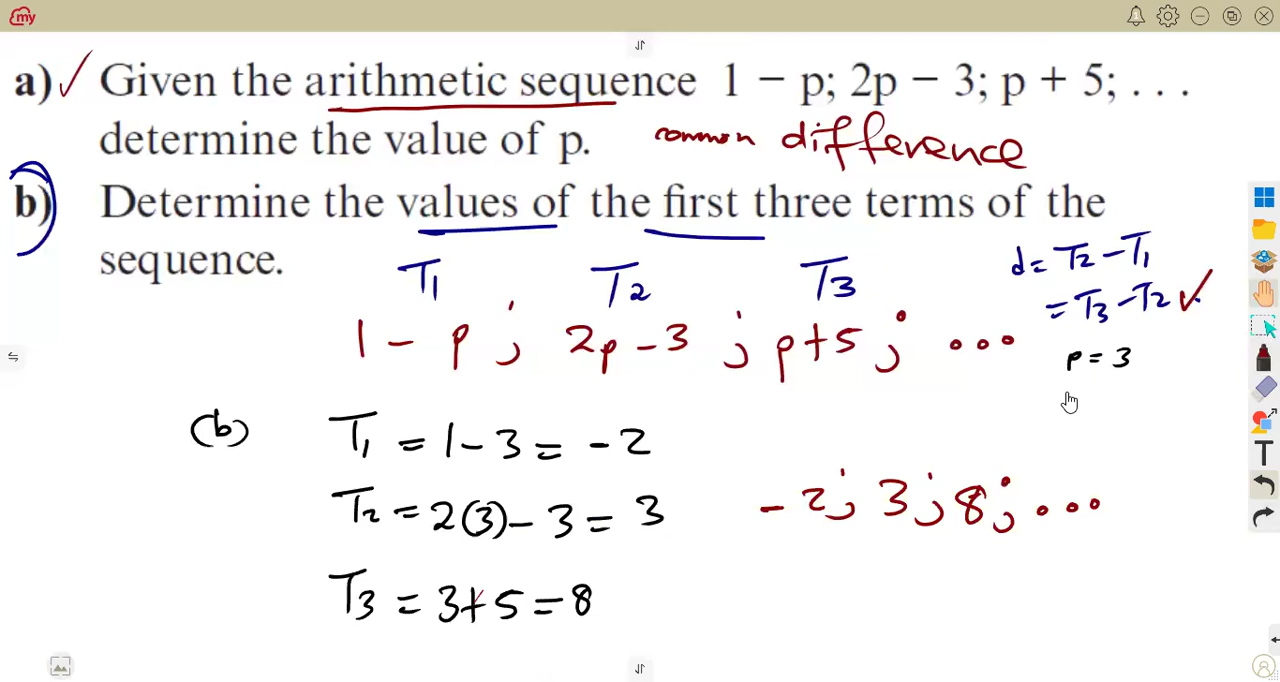 my
a) ✓ Given the arithmetic sequence 1 − p; 2p − 3; p + 5; . . .
determine the value of p. common difference
b) Determine the values of the first three terms of the
sequence.
T1 T2 T3
d = T2 − T1
= T3 − T2 ✓
1 − p ; 2p − 3 ; p + 5 ; ...
p = 3
(b) T1 = 1 − 3 = −2
T2 = 2(3) − 3 = 3
−2; 3; 8; ...
T3 = 3 + 5 = 8
T